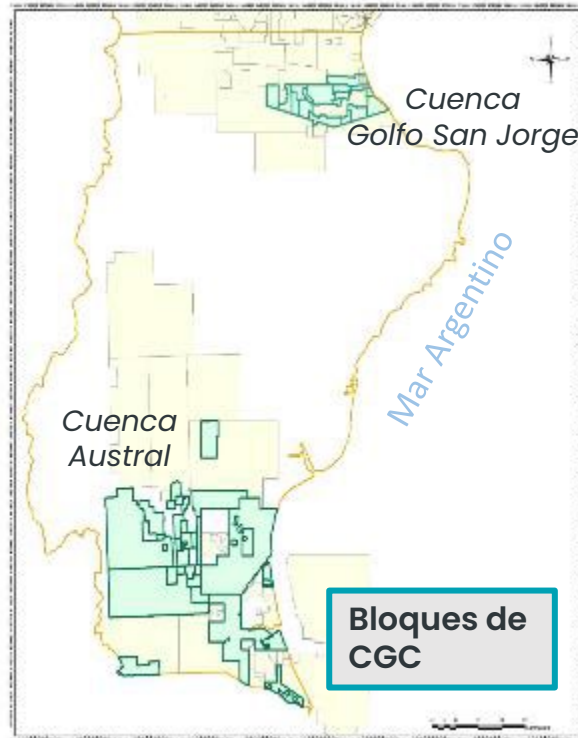 Cuenca
Golfo San Jorge
Mar Argentino
Cuenca
Austral
Bloques de
CGC